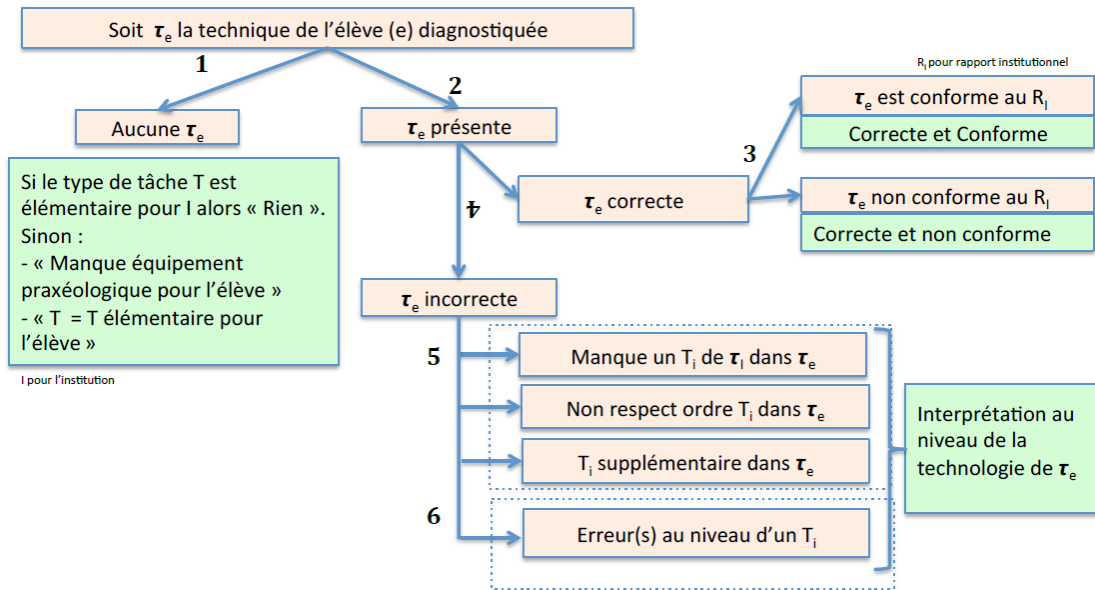 Soit τe la technique de l'élève (e) diagnostiquée
1
2
RI pour rapport institutionnel
Aucune τe
τe présente
τe est conforme au RI
Correcte et Conforme
3
Si le type de tâche T est
élémentaire pour I alors « Rien ».
Sinon :
- « Manque équipement
praxéologique pour l'élève »
- « T = T élémentaire pour
l'élève »
I pour l'institution
4
τe correcte
τe non conforme au RI
Correcte et non conforme
τe incorrecte
5
Manque un Ti de τI dans τe
Non respect ordre Ti dans τe
Ti supplémentaire dans τe
6
Erreur(s) au niveau d'un Ti
Interprétation au
niveau de la
technologie de τe